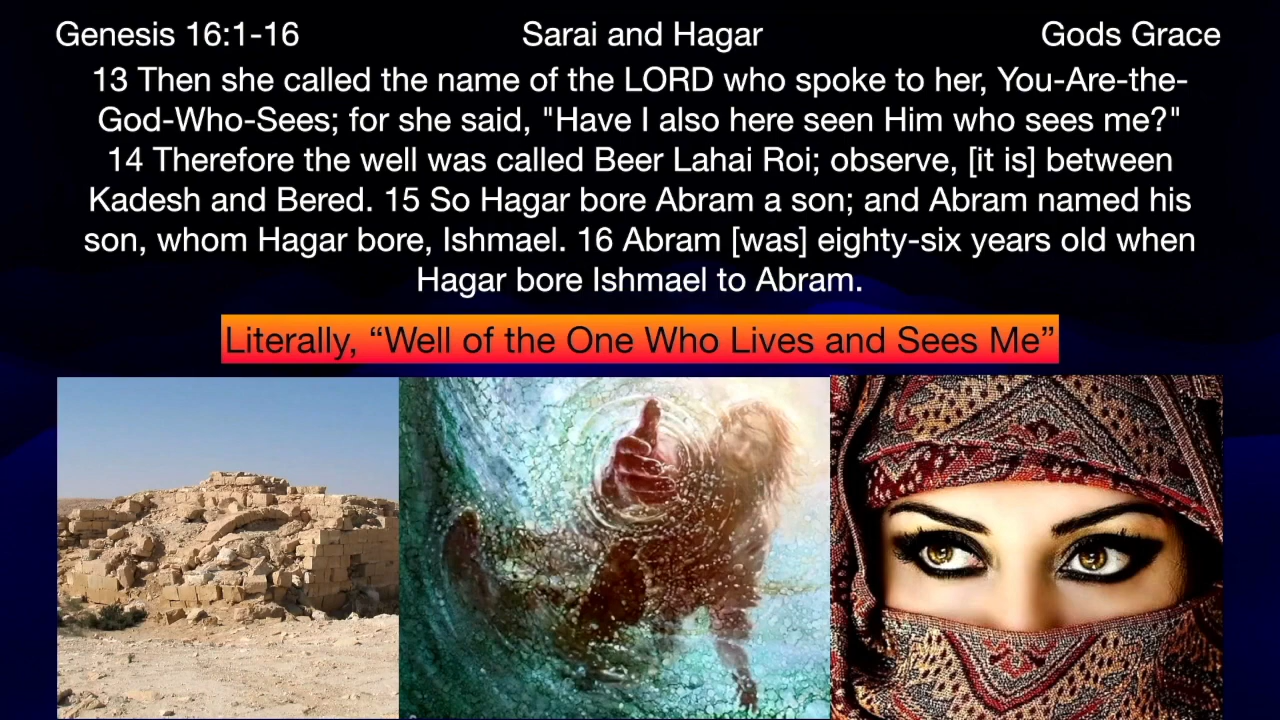 Genesis 16:1-16 Sarai and Hagar Gods Grace
13 Then she called the name of the LORD who spoke to her, You-Are-the-
God-Who-Sees; for she said, "Have I also here seen Him who sees me?"
14 Therefore the well was called Beer Lahai Roi; observe, [it is] between
Kadesh and Bered. 15 So Hagar bore Abram a son; and Abram named his
son, whom Hagar bore, Ishmael. 16 Abram [was] eighty-six years old when
Hagar bore Ishmael to Abram.
Literally, “Well of the One Who Lives and Sees Me”